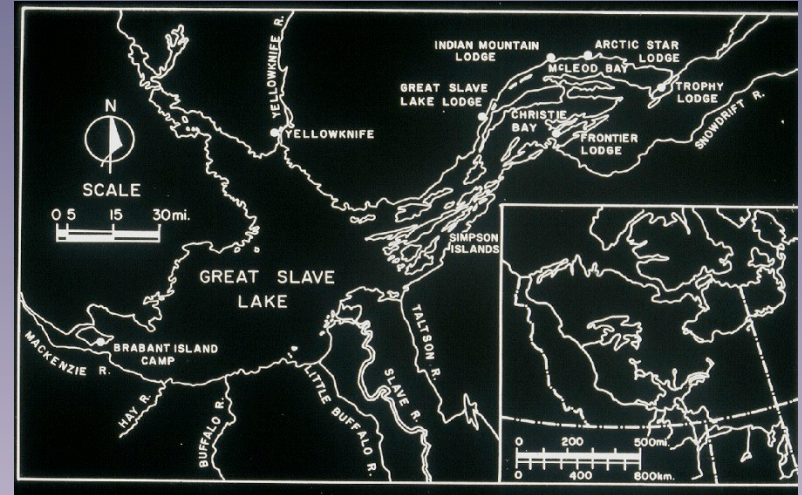 YELLOWKNIFE R.
INDIAN MOUNTAIN
LODGE
ARCTIC STAR
LODGE
McLEOD BAY
GREAT SLAVE
LAKE LODGE
TROPHY
LODGE
CHRISTIE
BAY
FRONTIER
LODGE
SNOWDRIFT R.
N
YELLOWKNIFE
SCALE
0 5 15 30mi.
SIMPSON
ISLANDS
GREAT SLAVE
LAKE
MACKENZIE R.
BRABANT ISLAND
CAMP
HAY R.
BUFFALO R.
LITTLE BUFFALO R.
SLAVE R.
TALTSON R.
0 200 500mi.
0 400 600km.